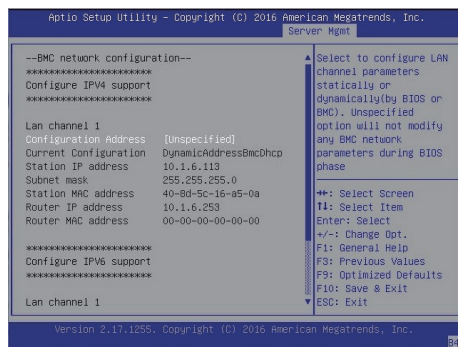 Aptio Setup Utility – Copyright (C) 2016 American Megatrends, Inc.
Server Mgmt
--BMC network configuration--
**************************
Configure IPV4 support
**************************
Lan channel 1
Configuration Address [Unspecified]
Current Configuration DynamicAddressBmcDhcp
Station IP address 10.1.6.113
Subnet mask 255.255.255.0
Station MAC address 40-8d-5c-16-a5-0a
Router IP address 10.1.6.253
Router MAC address 00-00-00-00-00-00
**************************
Configure IPV6 support
**************************
Lan channel 1
Select to configure LAN
channel parameters
statically or
dynamically(by BIOS or
BMC). Unspecified
option will not modify
any BMC network
parameters during BIOS
phase
→←: Select Screen
↑↓: Select Item
Enter: Select
+/-: Change Opt.
F1: General Help
F3: Previous Values
F9: Optimized Defaults
F10: Save & Exit
ESC: Exit
Version 2.17.1255. Copyright (C) 2016 American Megatrends, Inc.